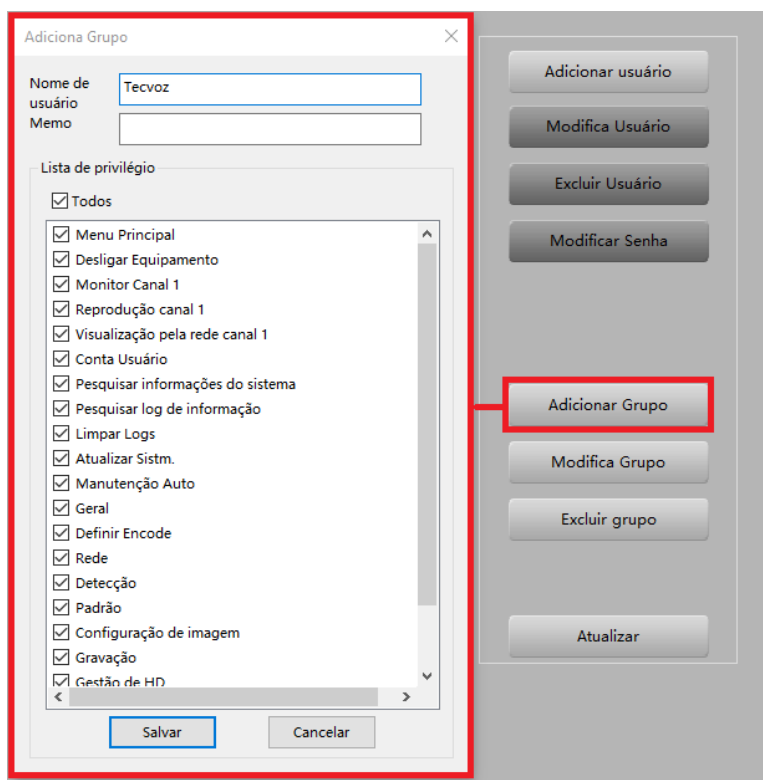 Adiciona Grupo
Nome de
usuário
Tecvoz
Memo
Lista de privilégio
Todos
Menu Principal
Desligar Equipamento
Monitor Canal 1
Reprodução canal 1
Visualização pela rede canal 1
Conta Usuário
Pesquisar informações do sistema
Pesquisar log de informação
Limpar Logs
Atualizar Sistm.
Manutenção Auto
Geral
Definir Encode
Rede
Detecção
Padrão
Configuração de imagem
Gravação
Gestão de HD
Salvar
Cancelar
Adicionar usuário
Modifica Usuário
Excluir Usuário
Modificar Senha
Adicionar Grupo
Modifica Grupo
Excluir grupo
Atualizar